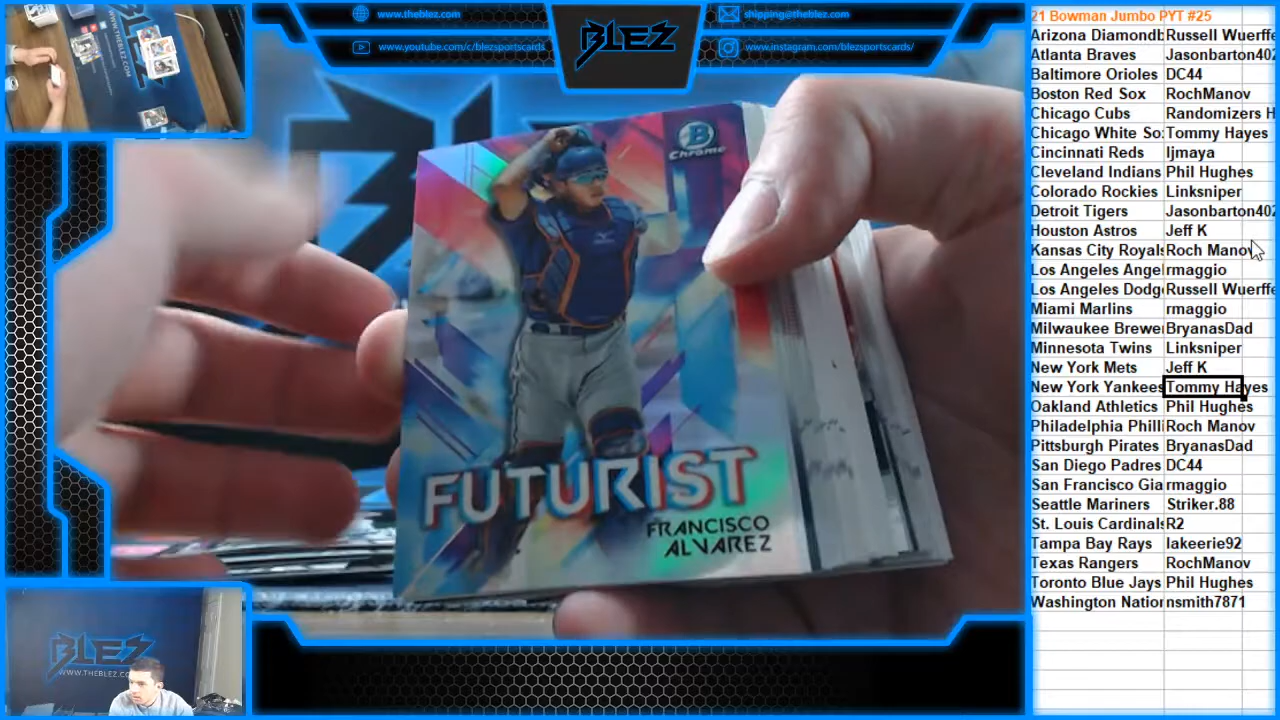 www.theblez.com
www.youtube.com/c/blezsportscards
BLEZ
shipping@theblez.com
www.instagram.com/blezsportscards/
BLEZ
WWW.THEBLEZ.COM
B
Chrome
FUTURIST
FRANCISCO
ALVAREZ
BLEZ
WWW.THEBLEZ.COM
21 Bowman Jumbo PYT #25
Arizona Diamondb Russell Wuerffe
Atlanta Braves Jasonbarton402
Baltimore Orioles DC44
Boston Red Sox RochManov
Chicago Cubs Randomizers H
Chicago White So Tommy Hayes
Cincinnati Reds ljmaya
Cleveland Indians Phil Hughes
Colorado Rockies Linksniper
Detroit Tigers Jasonbarton402
Houston Astros Jeff K
Kansas City Royals Roch Manov
Los Angeles Angel rmaggio
Los Angeles Dodge Russell Wuerffe
Miami Marlins rmaggio
Milwaukee Brewe BryanasDad
Minnesota Twins Linksniper
New York Mets Jeff K
New York Yankees Tommy Hayes
Oakland Athletics Phil Hughes
Philadelphia Philli Roch Manov
Pittsburgh Pirates BryanasDad
San Diego Padres DC44
San Francisco Gia rmaggio
Seattle Mariners Striker.88
St. Louis Cardinals R2
Tampa Bay Rays lakeerie92
Texas Rangers RochManov
Toronto Blue Jays Phil Hughes
Washington Nation nsmith7871